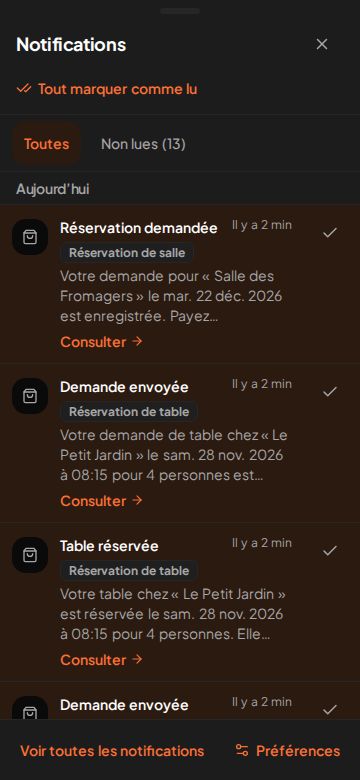 Notifications
Tout marquer comme lu
Toutes
Non lues (13)
Aujourd'hui
Réservation demandée
Il y a 2 min
Réservation de salle
Votre demande pour « Salle des
Fromagers » le mar. 22 déc. 2026
est enregistrée. Payez...
Consulter →
Demande envoyée
Il y a 2 min
Réservation de table
Votre demande de table chez « Le
Petit Jardin » le sam. 28 nov. 2026
à 08:15 pour 4 personnes est...
Consulter →
Table réservée
Il y a 2 min
Réservation de table
Votre table chez « Le Petit Jardin »
est réservée le sam. 28 nov. 2026
à 08:15 pour 4 personnes. Elle...
Consulter →
Demande envoyée
Il y a 2 min
Voir toutes les notifications
Préférences